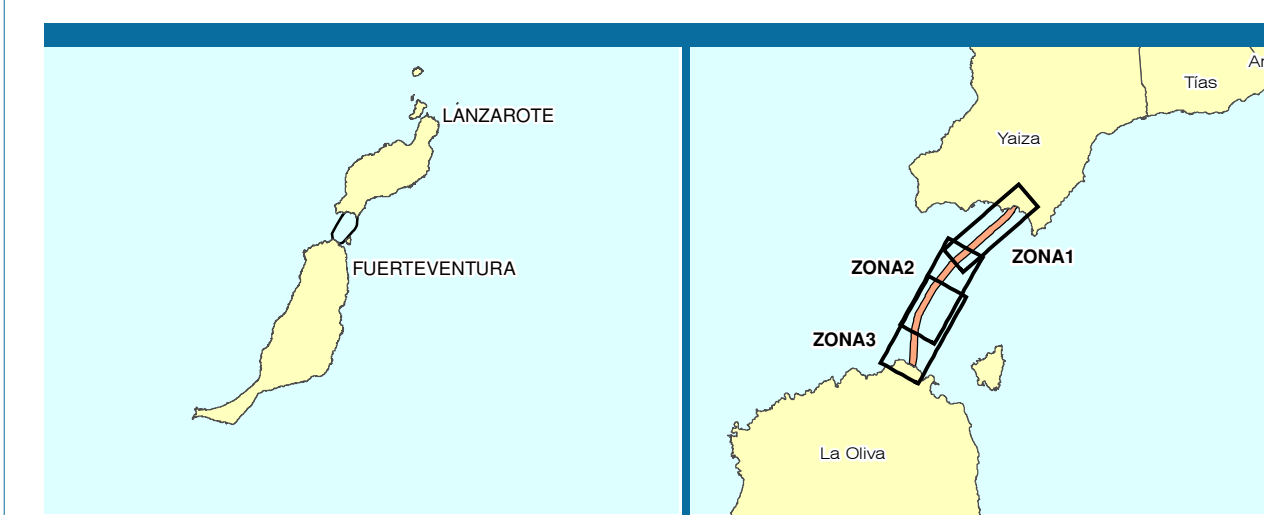 LANZAROTE
FUERTEVENTURA
Tías
Yaiza
ZONA1
ZONA2
ZONA3
La Oliva